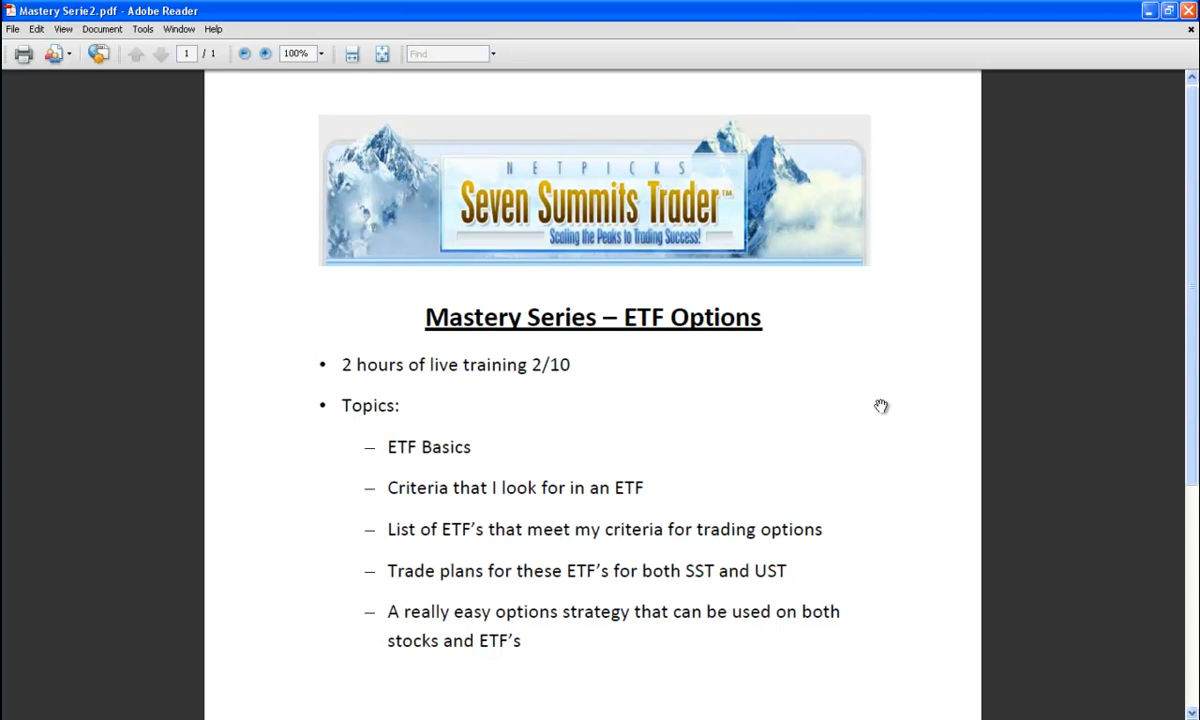 Mastery Serie2.pdf - Adobe Reader
File Edit View Document Tools Window Help
1 / 1 100% Find
NETPICKS
Seven Summits Trader™
Scaling the Peaks to Trading Success!
Mastery Series – ETF Options
• 2 hours of live training 2/10
• Topics:
– ETF Basics
– Criteria that I look for in an ETF
– List of ETF’s that meet my criteria for trading options
– Trade plans for these ETF’s for both SST and UST
– A really easy options strategy that can be used on both
stocks and ETF’s